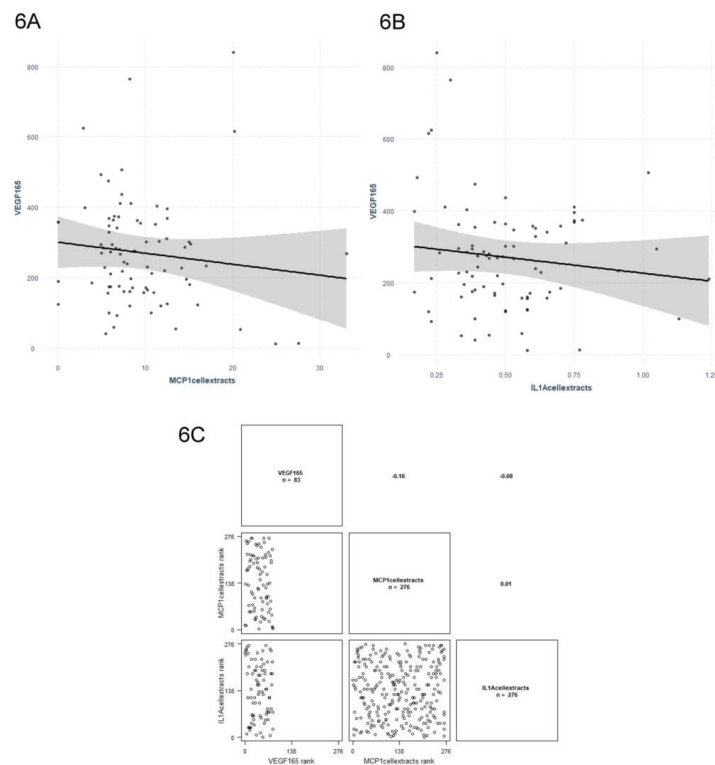 6A
6B
VEGF165
800
600
400
200
0
0
10
20
30
MCP1cellextracts
VEGF165
800
600
400
200
0
0.25
0.50
0.75
1.00
1.25
IL1Acellextracts
6C
VEGF165
n = 83
-0.16
-0.08
MCP1cellextracts rank
276
138
0
MCP1cellextracts
n = 276
0.01
IL1Acellextracts rank
276
138
0
IL1Acellextracts
n = 276
0
138
276
0
138
276
VEGF165 rank
MCP1cellextracts rank